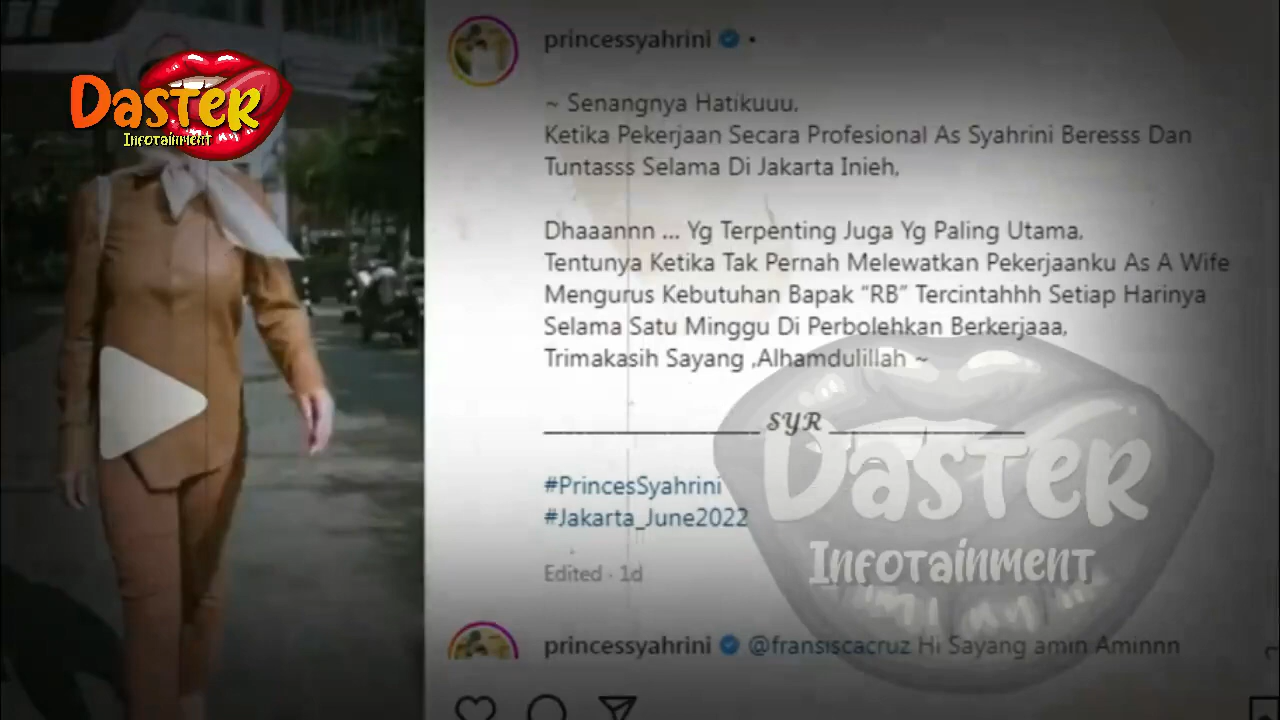 DASTER
INFOTAINMENT
princessyahrini
~ Senangnya Hatikuuu.
Ketika Pekerjaan Secara Profesional As Syahrini Beresss Dan
Tuntasss Selama Di Jakarta Inieh,
Dhaaannn ... Yg Terpenting Juga Yg Paling Utama,
Tentunya Ketika Tak Pernah Melewatkan Pekerjaanku As A Wife
Mengurus Kebutuhan Bapak “RB” Tercintahhh Setiap Harinya
Selama Satu Minggu Di Perbolehkan Berkerjaaa,
Trimakasih Sayang ,Alhamdulillah ~
____________________ SYR __________________
#PrincesSyahrini
#Jakarta_June2022
DASTER
INFOTAINMENT
Edited · 1d
princessyahrini @fransiscacruz Hi Sayang amin Aminnn